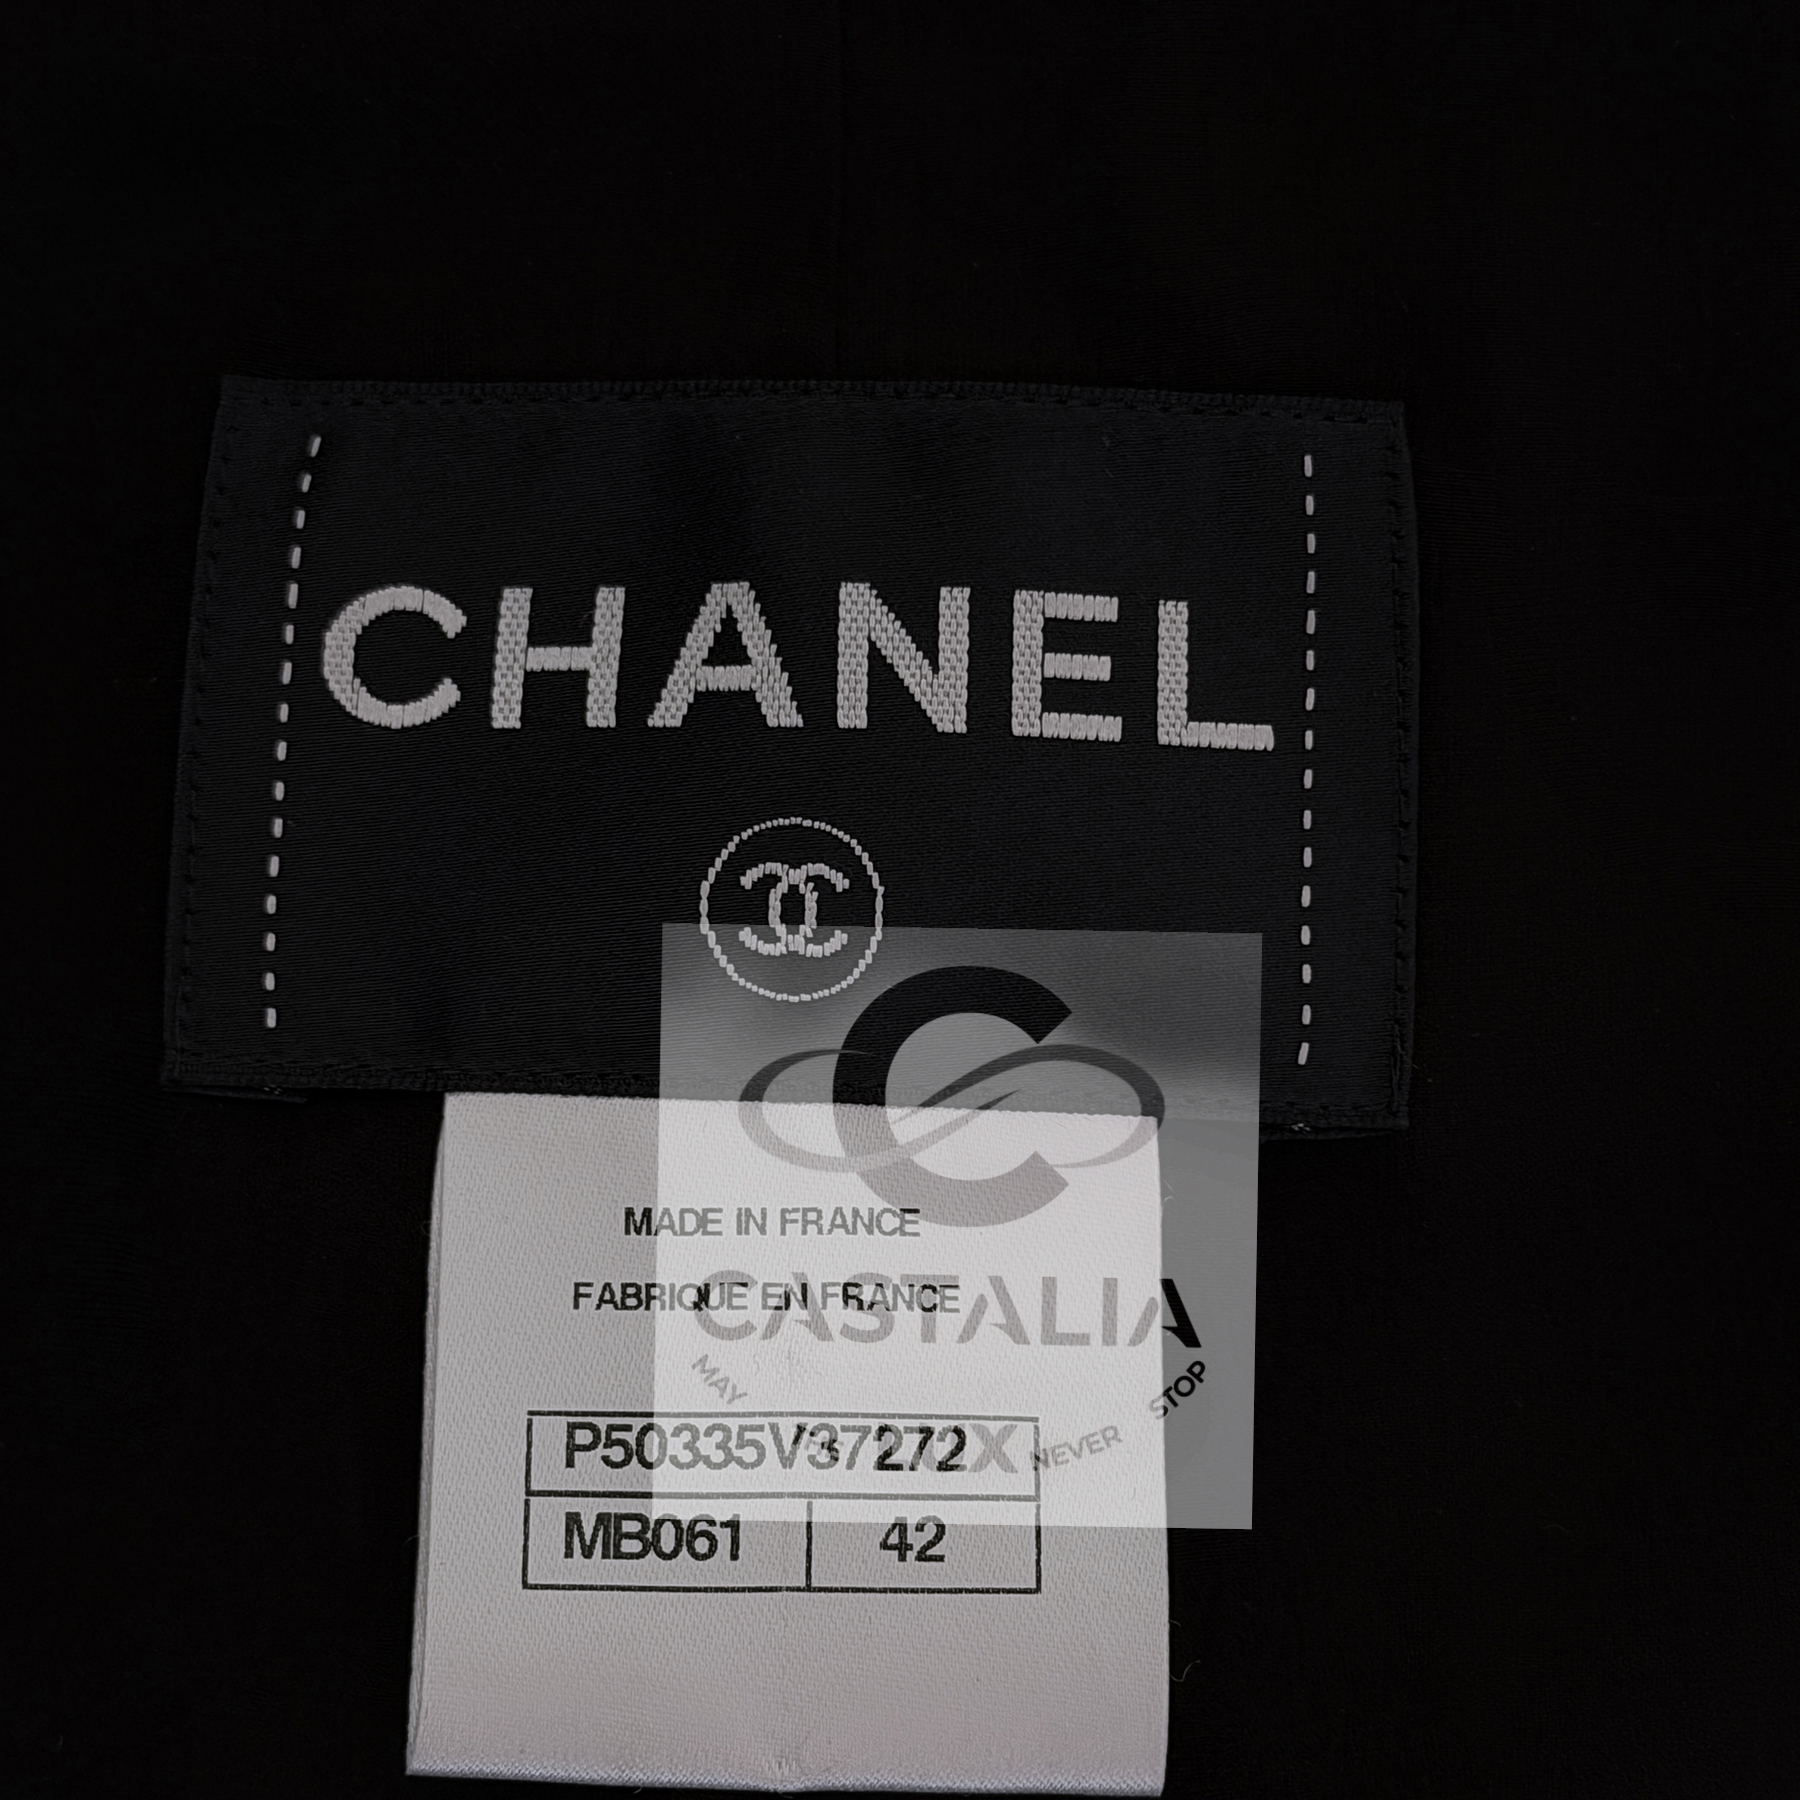 CHANEL
MADE IN FRANCE
FABRIQUE EN FRANCE
CASTALIA
MAY NEVER STOP
P50335V37272
MB061 42